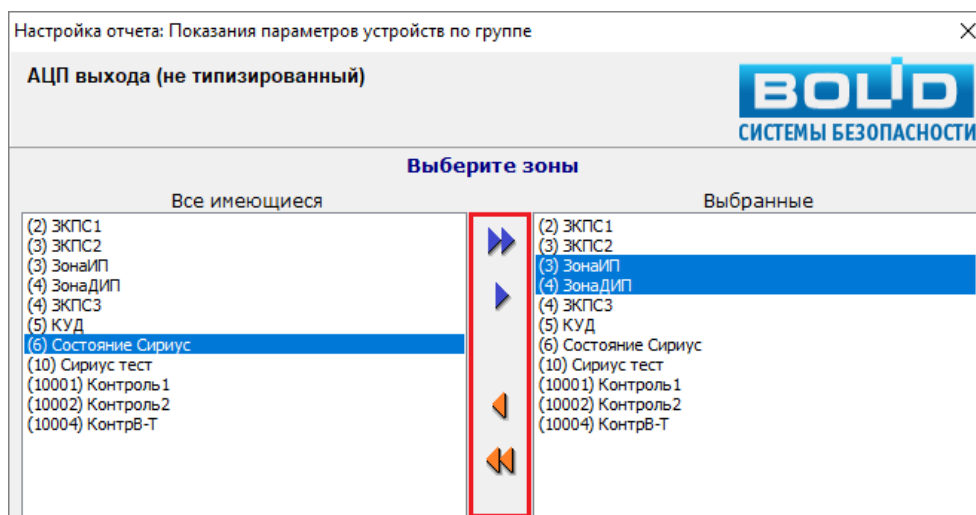 Настройка отчета: Показания параметров устройств по группе
АЦП выхода (не типизированный)
BOLID
СИСТЕМЫ БЕЗОПАСНОСТИ
Выберите зоны
Все имеющиеся
(2) ЗКПС1
(3) ЗКПС2
(3) ЗонаИП
(4) ЗонаДИП
(4) ЗКПС3
(5) КУД
(6) Состояние Сириус
(10) Сириус тест
(10001) Контроль1
(10002) Контроль2
(10004) КонтрВ-Т
Выбранные
(2) ЗКПС1
(3) ЗКПС2
(3) ЗонаИП
(4) ЗонаДИП
(4) ЗКПС3
(5) КУД
(6) Состояние Сириус
(10) Сириус тест
(10001) Контроль1
(10002) Контроль2
(10004) КонтрВ-Т